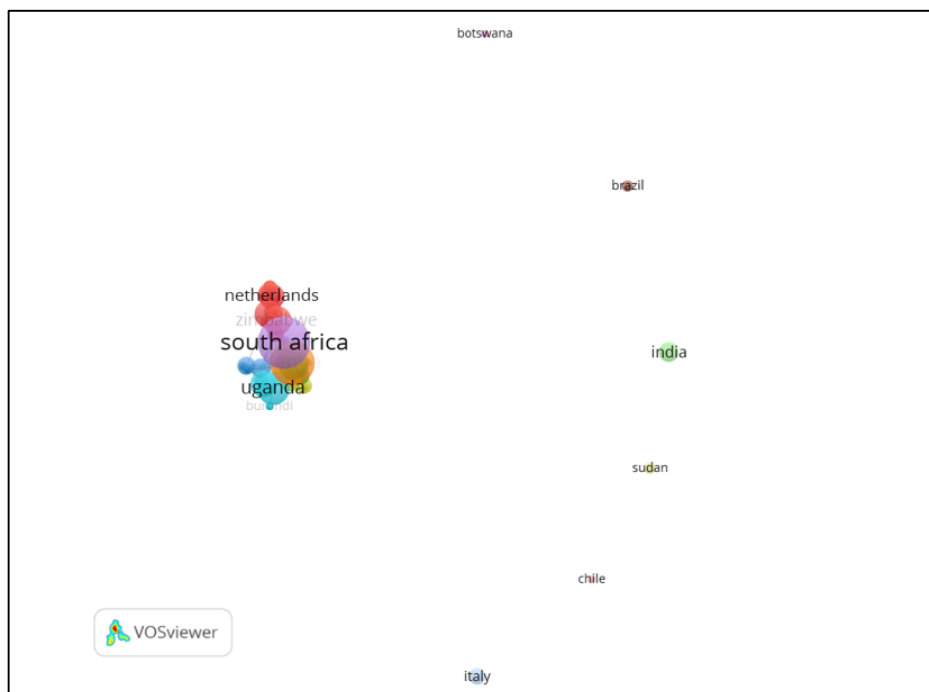 botswana
brazil
netherlands
zimbabwe
south africa
india
uganda
burundi
sudan
chile
VOSviewer
italy